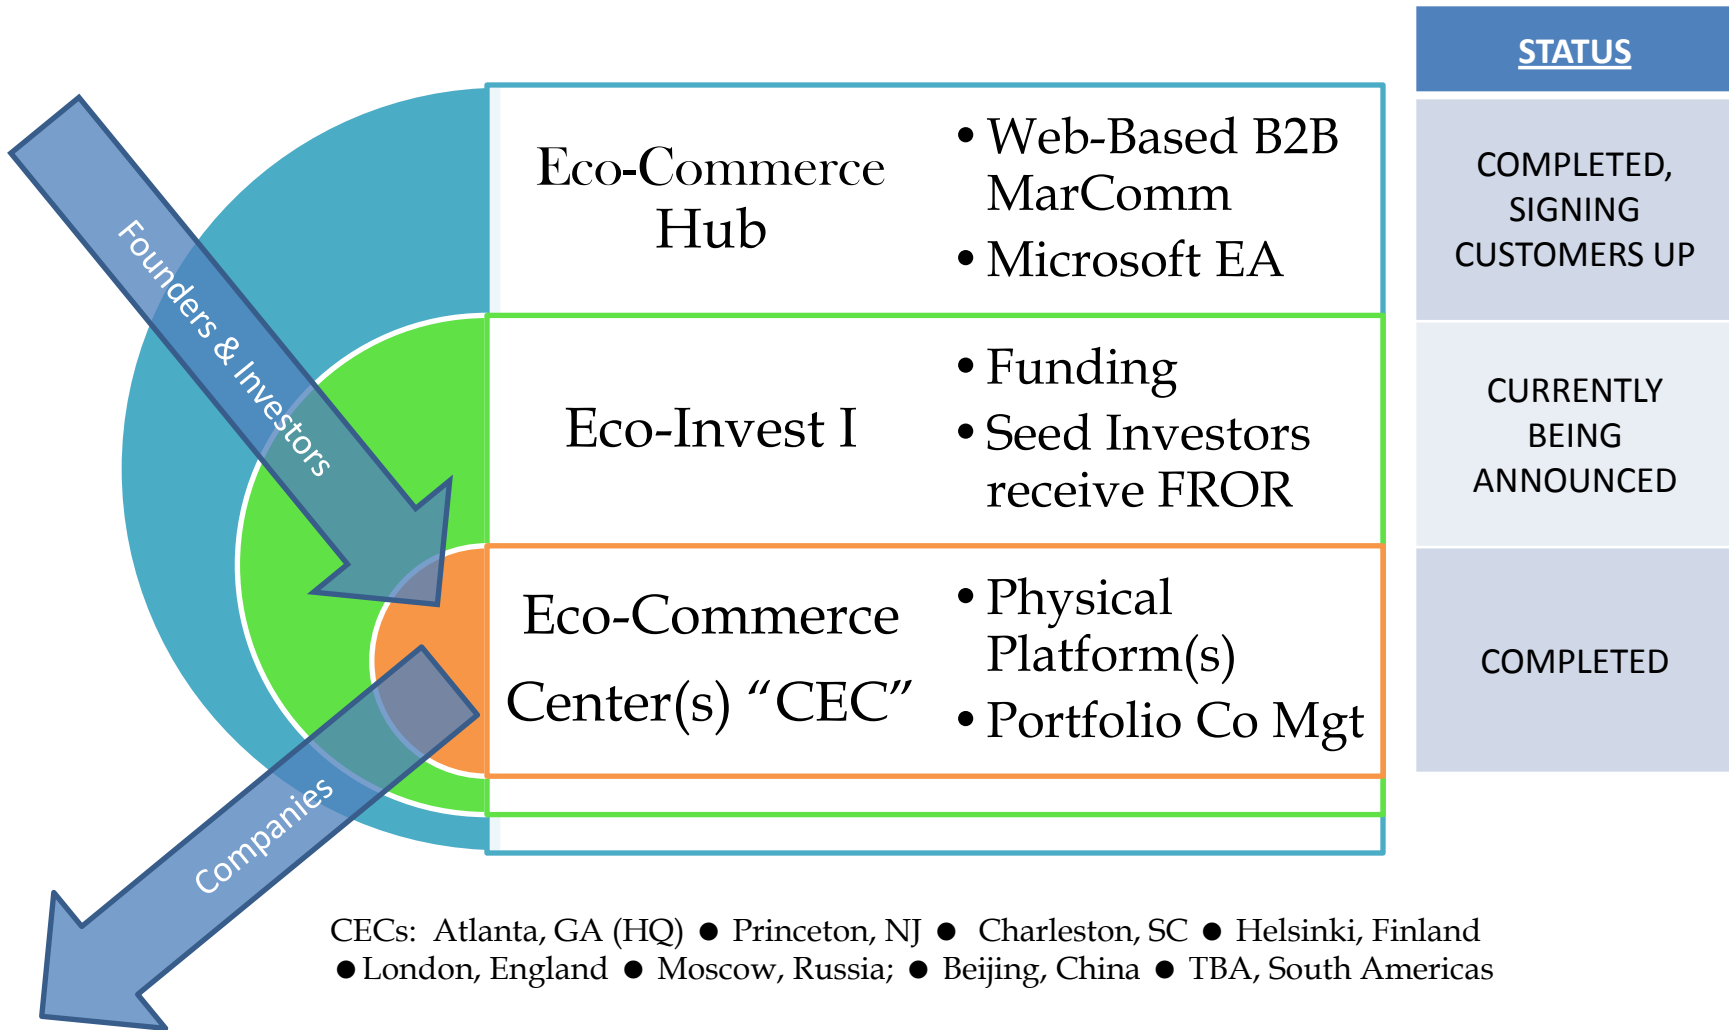 STATUS
Founders & Investors
Eco-Commerce
Hub
• Web-Based B2B
MarComm
• Microsoft EA
COMPLETED,
SIGNING
CUSTOMERS UP
Eco-Invest I
• Funding
• Seed Investors
receive FROR
CURRENTLY
BEING
ANNOUNCED
Eco-Commerce
Center(s) “CEC”
• Physical
Platform(s)
• Portfolio Co Mgt
COMPLETED
Companies
CECs: Atlanta, GA (HQ) ● Princeton, NJ ● Charleston, SC ● Helsinki, Finland
● London, England ● Moscow, Russia; ● Beijing, China ● TBA, South Americas